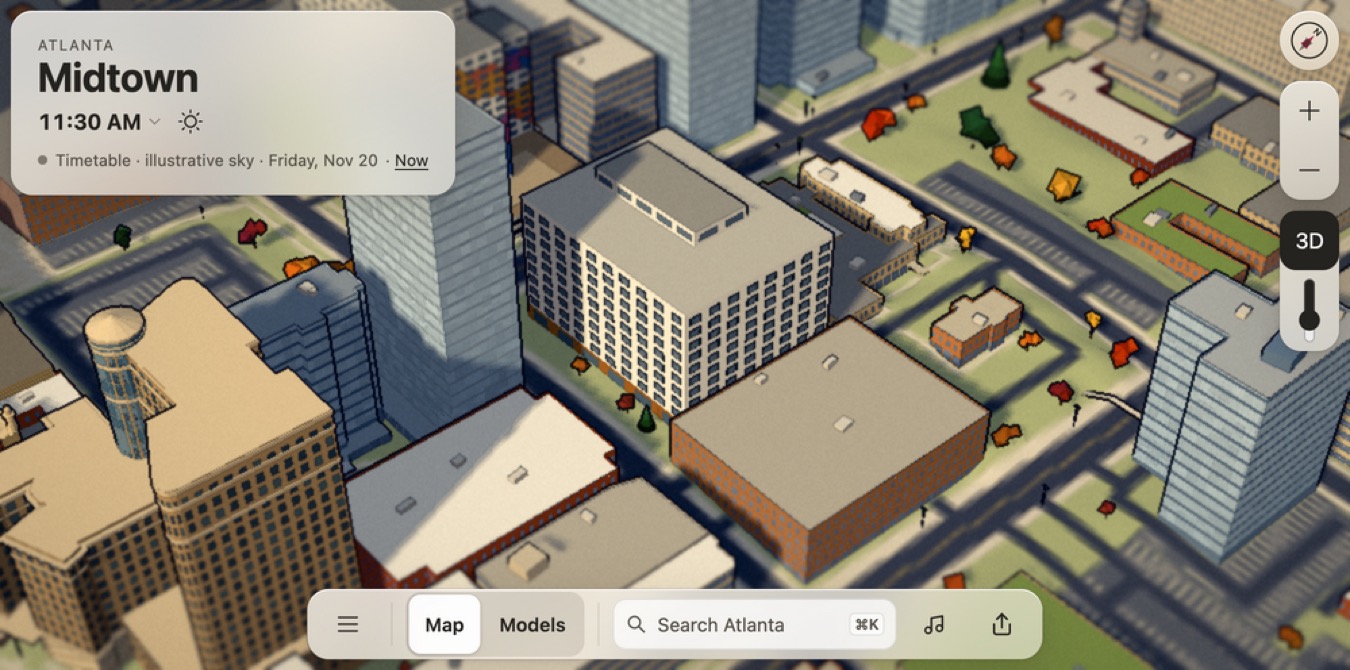 ATLANTA
Midtown
11:30 AM
Timetable · illustrative sky · Friday, Nov 20 · Now
N
3D
Map
Models
Search Atlanta
⌘K